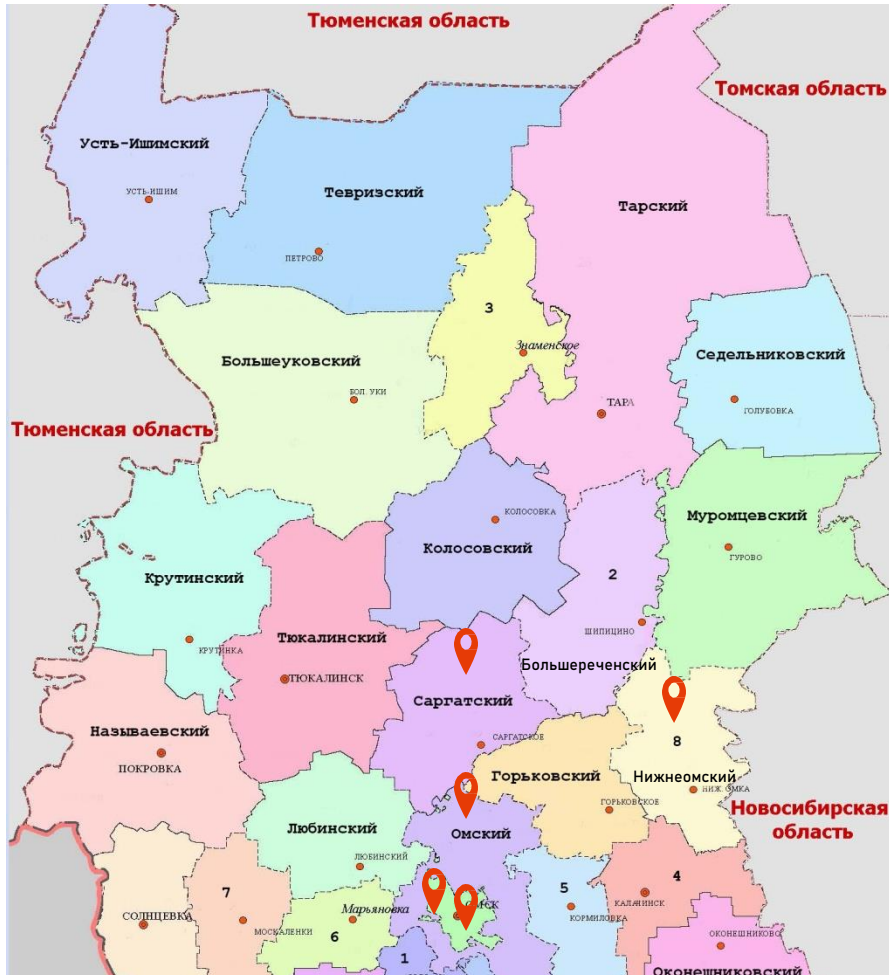 Тюменская область
Томская область
Усть-Ишимский
УСТЬ-ИШИМ
Тевризский
ПЕТРОВО
Тарский
3
Знаменское
Большеуковский
БОЛ. УКИ
Седельниковский
ГОЛУБОВКА
ТАРА
Тюменская область
КОЛОСОВКА
Колосовский
Муромцевский
ГУРОВО
2
Крутинский
КРУТИНКА
Тюкалинский
ТЮКАЛИНСК
ШИПИЦИНО
Большереченский
Саргатский
САРГАТСКОЕ
Называевский
ПОКРОВКА
8
Нижнеомский
НИЖ. ОМКА
Горьковский
ГОРЬКОВСКОЕ
Новосибирская
область
Любинский
ЛЮБИНСКИЙ
Омский
7
МОСКАЛЕНКИ
СОЛНЦЕВКА
Марьяновка
6
5
КОРМИЛОВКА
4
КАЛАЧИНСК
ОКОНЕШНИКОВО
Оконешниковский
1